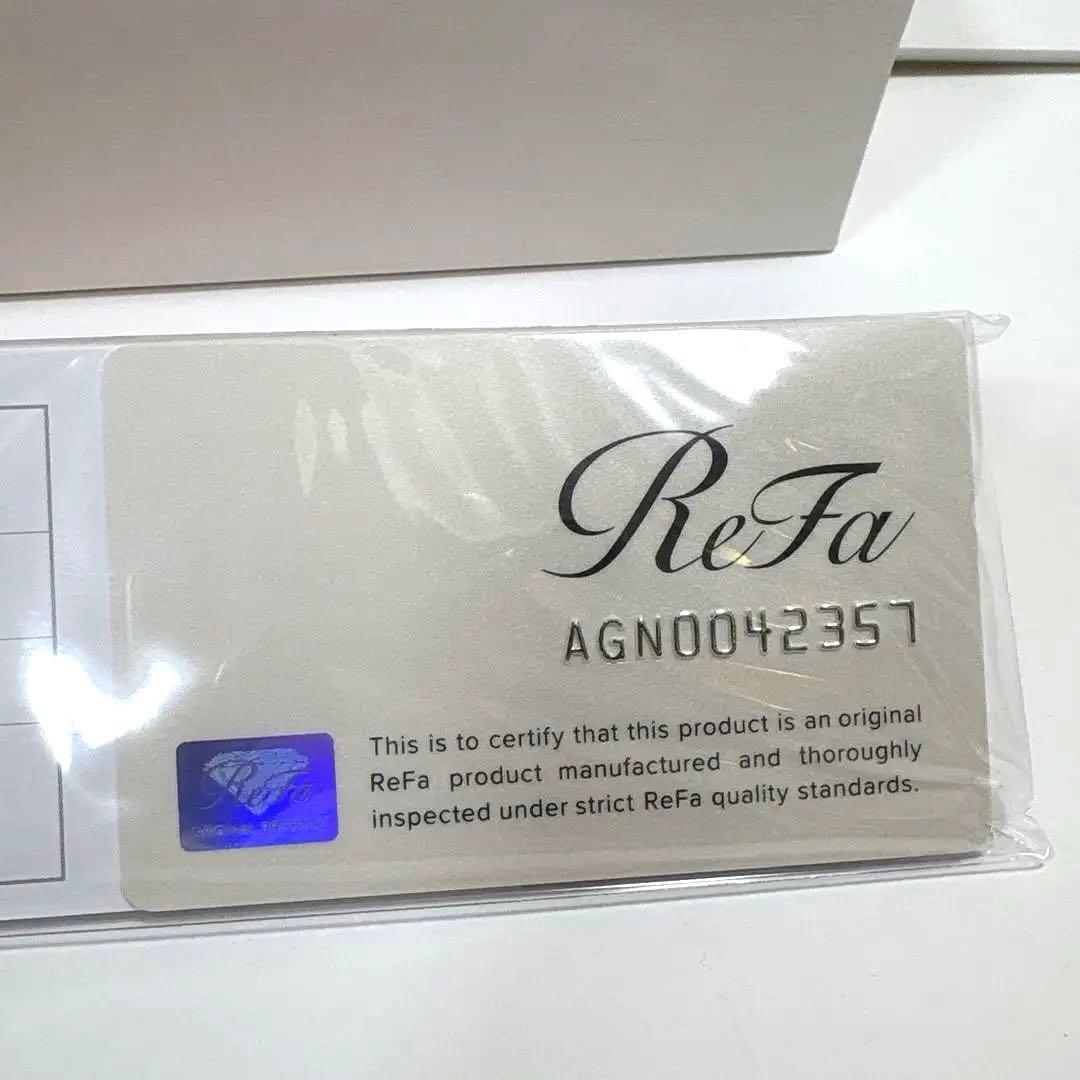 ReFa
AGN0042357
This is to certify that this product is an original
ReFa product manufactured and thoroughly
inspected under strict ReFa quality standards.
ReFa